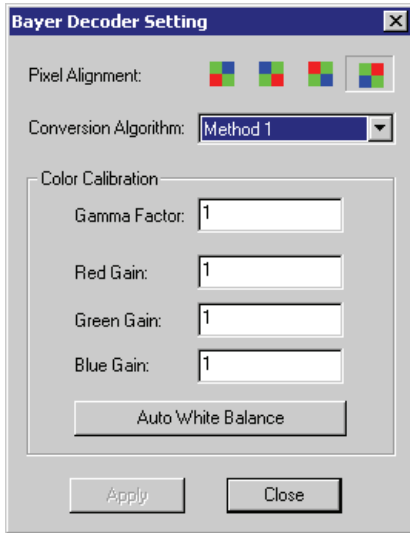 Bayer Decoder Setting
Pixel Alignment:
Conversion Algorithm: Method 1
Color Calibration
Gamma Factor: 1
Red Gain: 1
Green Gain: 1
Blue Gain: 1
Auto White Balance
Apply Close